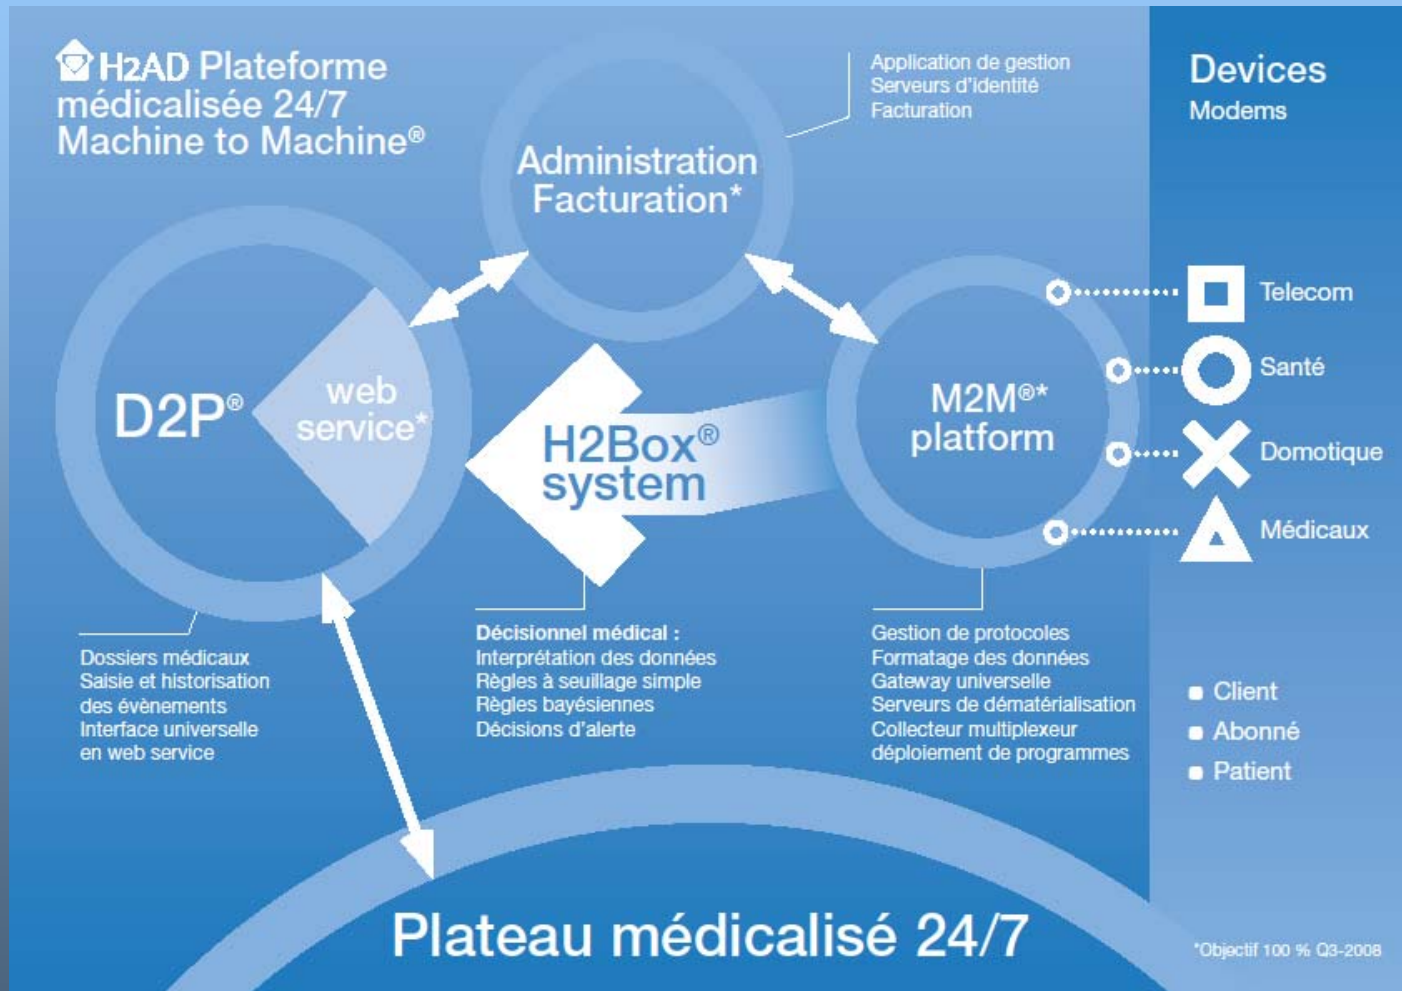 H2AD Plateforme
médicalisée 24/7
Machine to Machine®
Application de gestion
Serveurs d'identité
Facturation
Devices
Modems
Administration
Facturation*
D2P®
web
service*
H2Box®
system
M2M®*
platform
Telecom
Santé
Domotique
Médicaux
Dossiers médicaux
Saisie et historisation
des évènements
Interface universelle
en web service
Décisionnel médical :
Interprétation des données
Règles à seuillage simple
Règles bayésiennes
Décisions d'alerte
Gestion de protocoles
Formatage des données
Gateway universelle
Serveurs de dématérialisation
Collecteur multiplexeur
déploiement de programmes
Client
Abonné
Patient
Plateau médicalisé 24/7
*Objectif 100 % Q3-2008